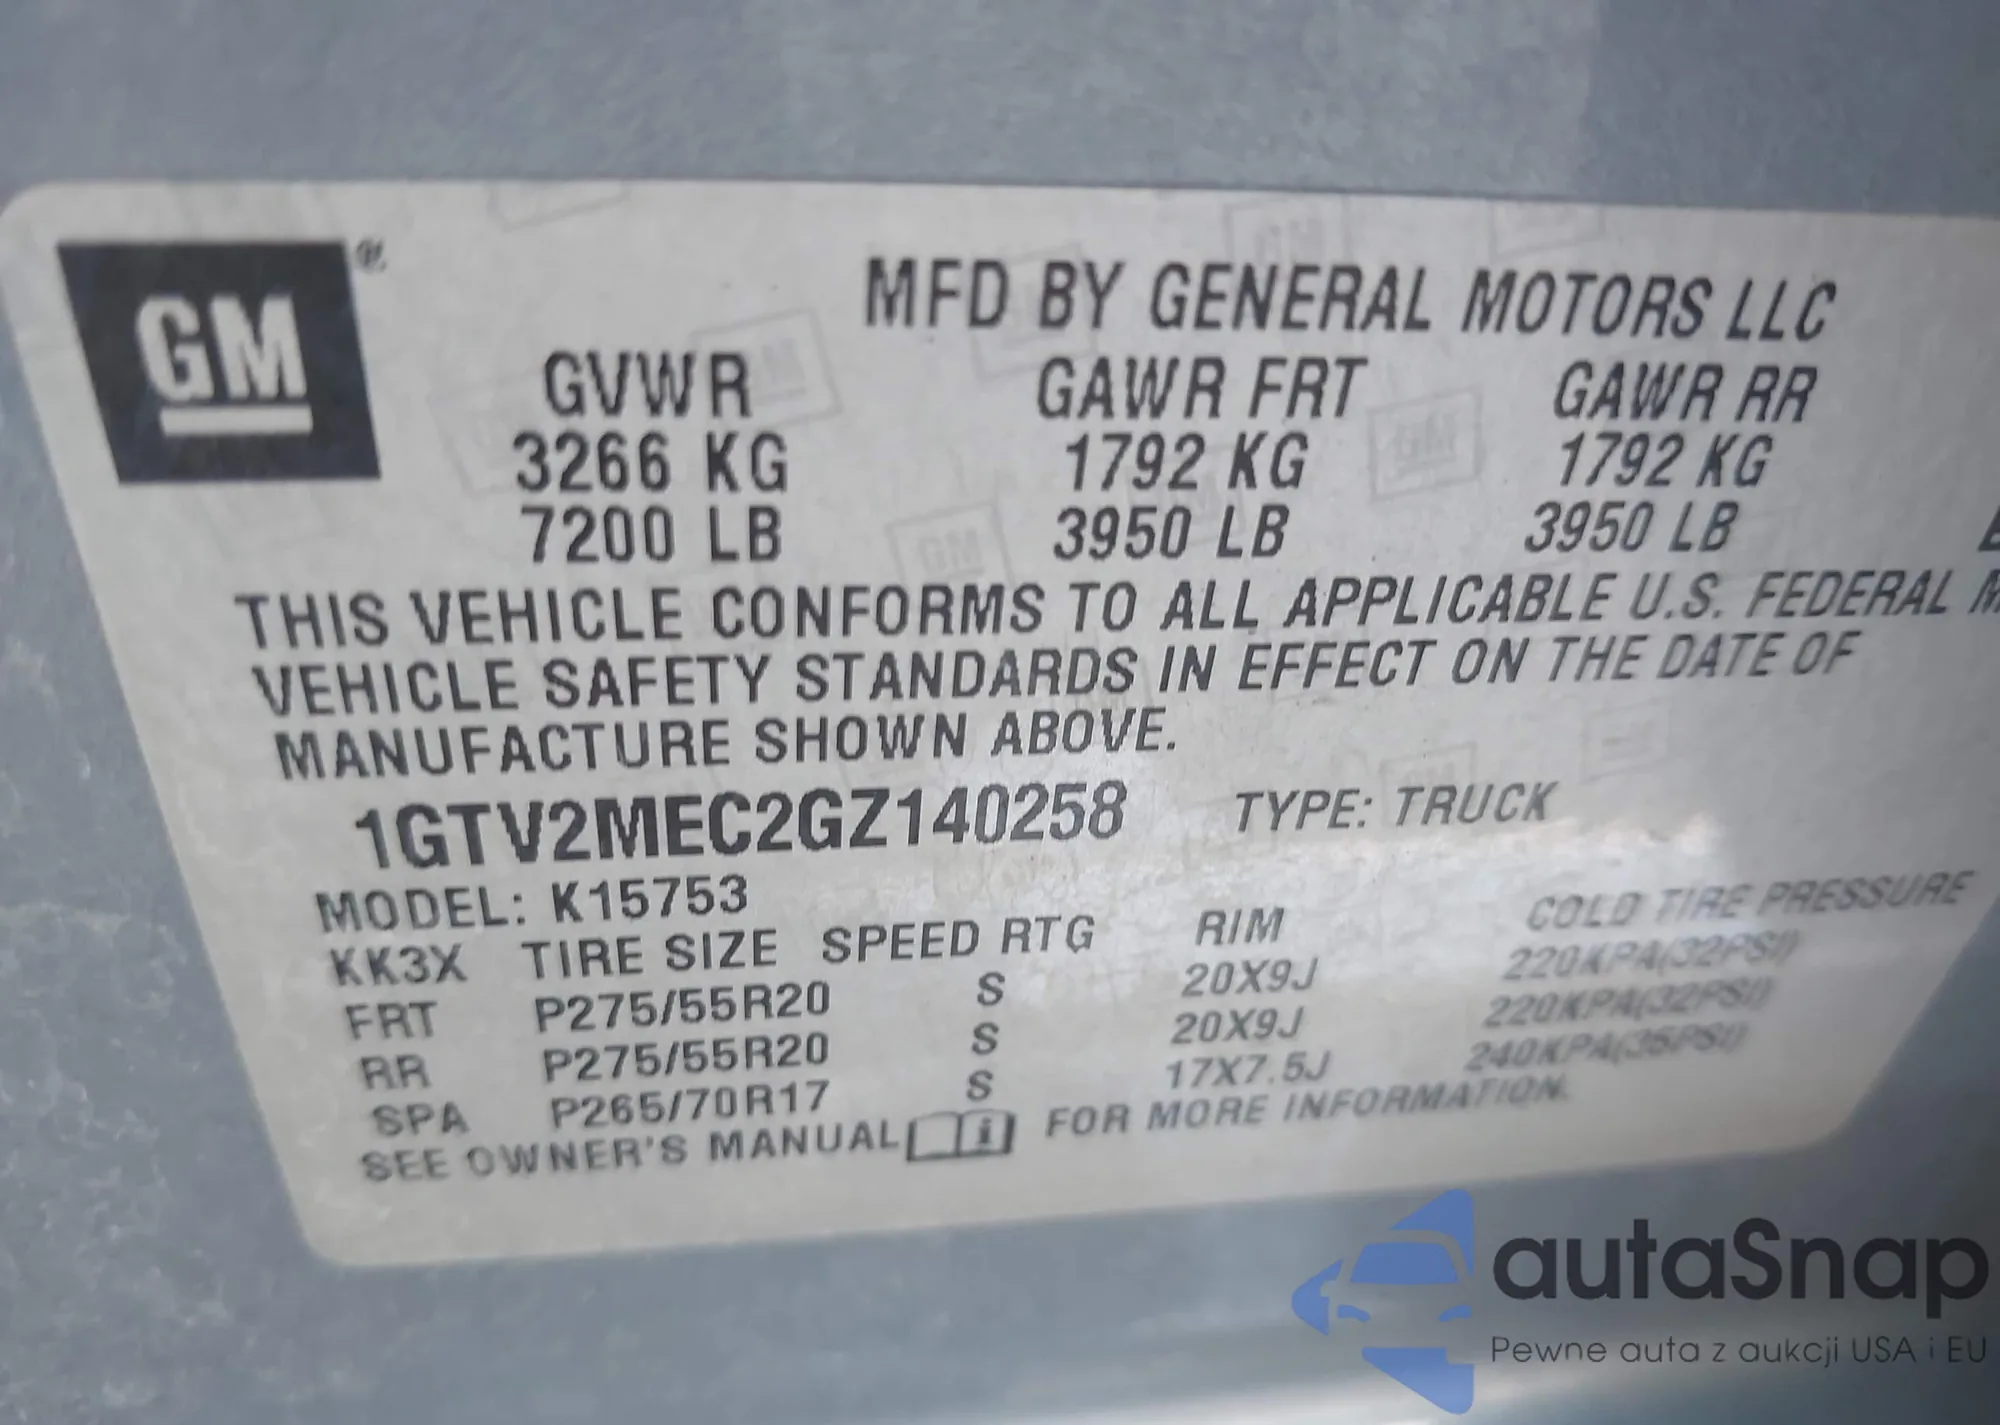 GM®
MFD BY GENERAL MOTORS LLC
GVWR GAWR FRT GAWR RR
3266 KG 1792 KG 1792 KG
7200 LB 3950 LB 3950 LB
THIS VEHICLE CONFORMS TO ALL APPLICABLE U.S. FEDERAL
VEHICLE SAFETY STANDARDS IN EFFECT ON THE DATE OF
MANUFACTURE SHOWN ABOVE.
1GTV2MEC2GZ140258 TYPE: TRUCK
MODEL: K15753
KK3X TIRE SIZE SPEED RTG RIM COLD TIRE PRESSURE
FRT P275/55R20 S 20X9J 220KPA(32PSI)
RR P275/55R20 S 20X9J 220KPA(32PSI)
SPA P265/70R17 S 17X7.5J 240KPA(35PSI)
SEE OWNER'S MANUAL i FOR MORE INFORMATION.
autaSnap
Pewne auta z aukcji USA i EU